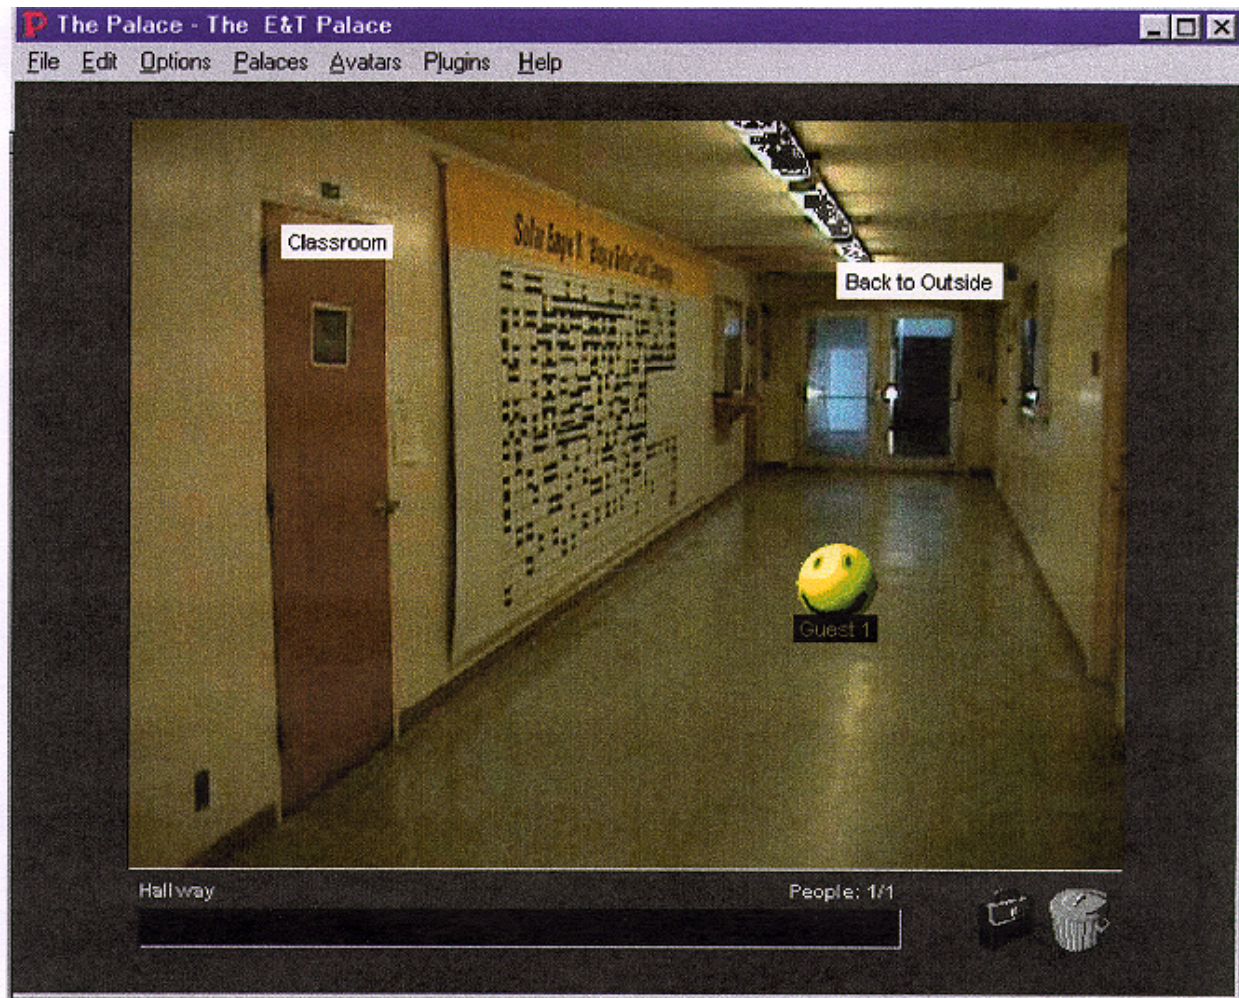 The Palace - The E&T Palace
File Edit Options Palaces Avatars Plugins Help
Classroom
Back to Outside
Guest 1
Hallway
People: 1/1